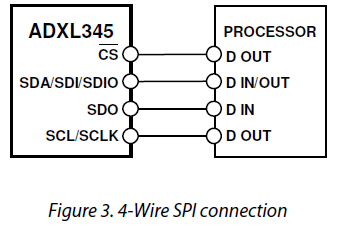 ADXL345 PROCESSOR
CS D OUT
SDA/SDI/SDIO D IN/OUT
SDO D IN
SCL/SCLK D OUT
Figure 3. 4-Wire SPI connection